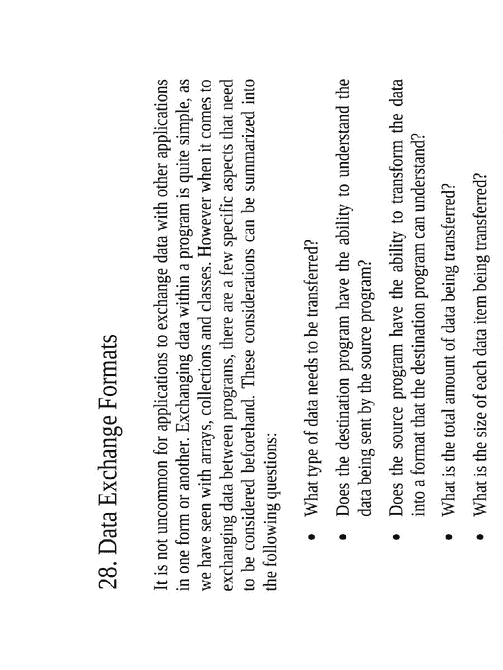 28. Data Exchange Formats
It is not uncommon for applications to exchange data with other applications
in one form or another. Exchanging data within a program is quite simple, as
we have seen with arrays, collections and classes. However when it comes to
exchanging data between programs, there are a few specific aspects that need
to be considered beforehand. These considerations can be summarized into
the following questions:
• What type of data needs to be transferred?
• Does the destination program have the ability to understand the
data being sent by the source program?
• Does the source program have the ability to transform the data
into a format that the destination program can understand?
• What is the total amount of data being transferred?
• What is the size of each data item being transferred?